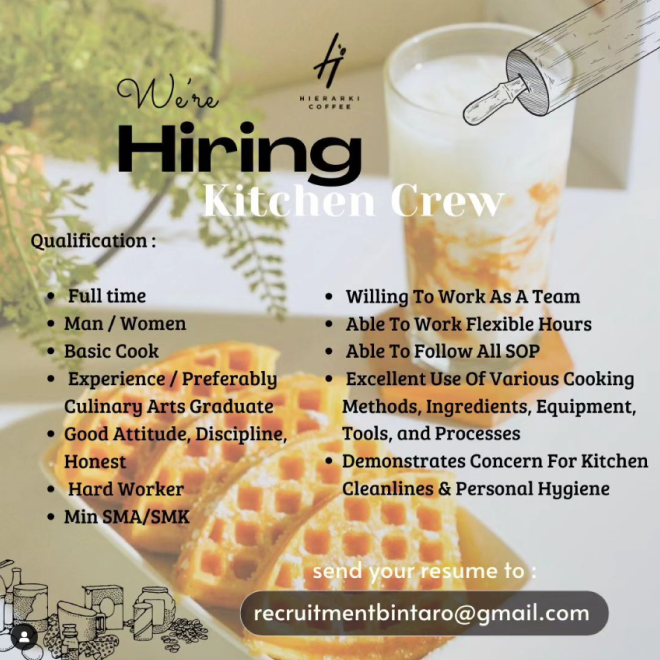 HIERARKI
COFFEE
We're
Hiring
Kitchen Crew
Qualification :
• Full time
• Man / Women
• Basic Cook
• Experience / Preferably
Culinary Arts Graduate
• Good Attitude, Discipline,
Honest
• Hard Worker
• Min SMA/SMK
• Willing To Work As A Team
• Able To Work Flexible Hours
• Able To Follow All SOP
• Excellent Use Of Various Cooking
Methods, Ingredients, Equipment,
Tools, and Processes
• Demonstrates Concern For Kitchen
Cleanlines & Personal Hygiene
send your resume to :
recruitmentbintaro@gmail.com